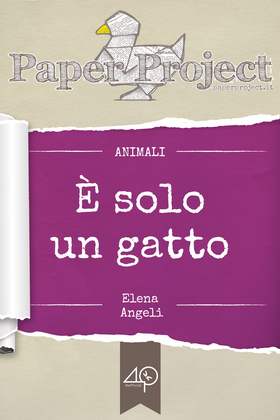 Paper Project
paperproject.it
ANIMALI
È solo
un gatto
Elena
Angeli